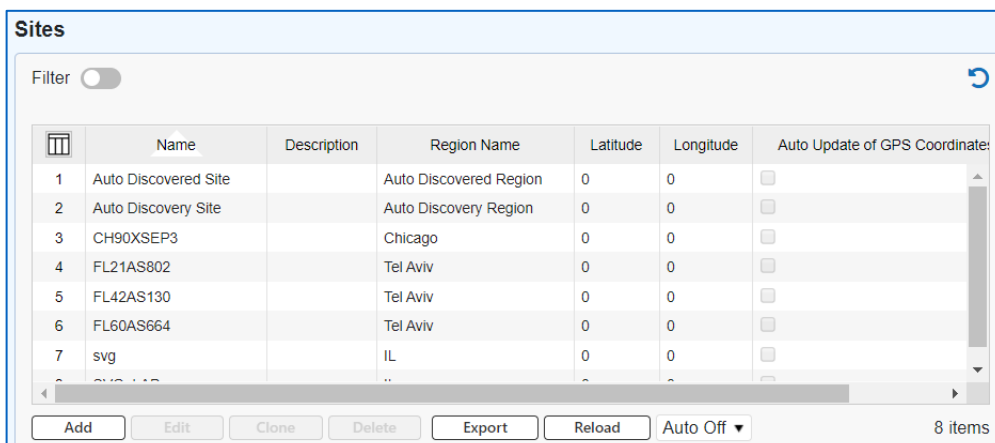 Sites
Filter
Name Description Region Name Latitude Longitude Auto Update of GPS Coordinates
1 Auto Discovered Site Auto Discovered Region 0 0
2 Auto Discovery Site Auto Discovery Region 0 0
3 CH90XSEP3 Chicago 0 0
4 FL21AS802 Tel Aviv 0 0
5 FL42AS130 Tel Aviv 0 0
6 FL60AS664 Tel Aviv 0 0
7 svg IL 0 0
Add Edit Clone Delete Export Reload Auto Off 8 items